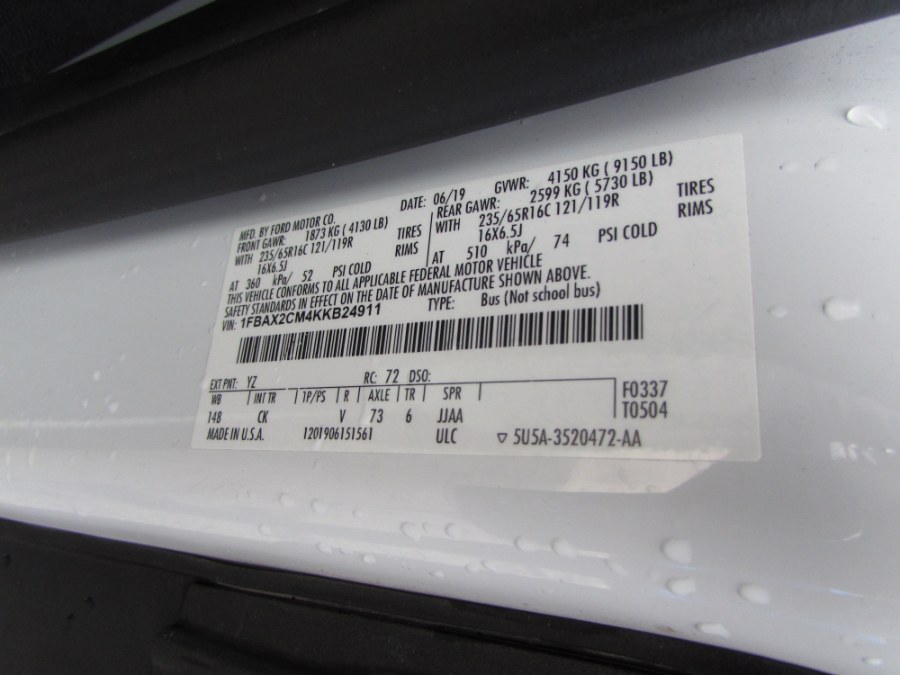 MFD. BY FORD MOTOR CO. DATE: 06/19 GVWR: 4150 KG ( 9150 LB)
FRONT GAWR: 1873 KG ( 4130 LB) REAR GAWR: 2599 KG ( 5730 LB)
WITH 235/65R16C 121/119R TIRES WITH 235/65R16C 121/119R TIRES
16X6.5J RIMS 16X6.5J RIMS
AT 360 kPa/ 52 PSI COLD AT 510 kPa/ 74 PSI COLD
THIS VEHICLE CONFORMS TO ALL APPLICABLE FEDERAL MOTOR VEHICLE
SAFETY STANDARDS IN EFFECT ON THE DATE OF MANUFACTURE SHOWN ABOVE.
VIN: 1FBAX2CM4KKB24911 TYPE: Bus (Not school bus)
EXT PNT: YZ RC: 72 DSO:
WB INT TR TP/PS R AXLE TR SPR F0337
14B CK V 73 6 JJAA T0504
MADE IN U.S.A. 1201906151561 ULC ▽ 5U5A-3520472-AA